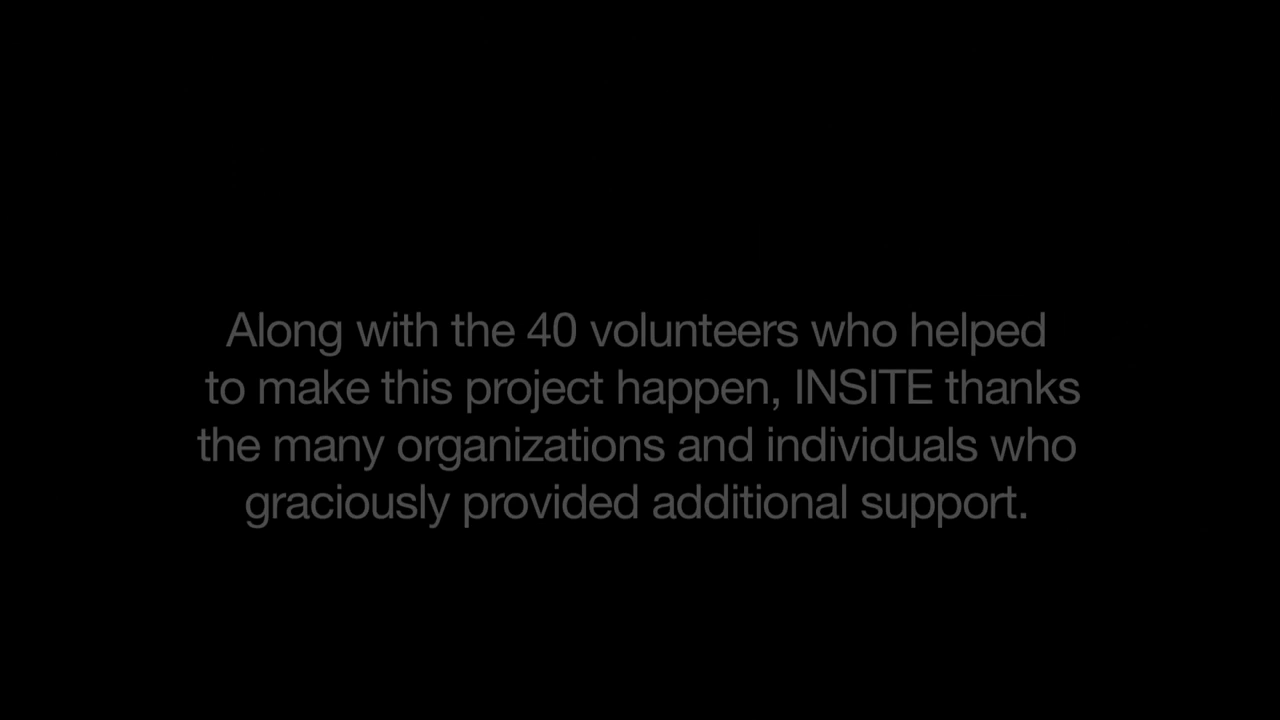 Along with the 40 volunteers who helped
to make this project happen, INSITE thanks
the many organizations and individuals who
graciously provided additional support.